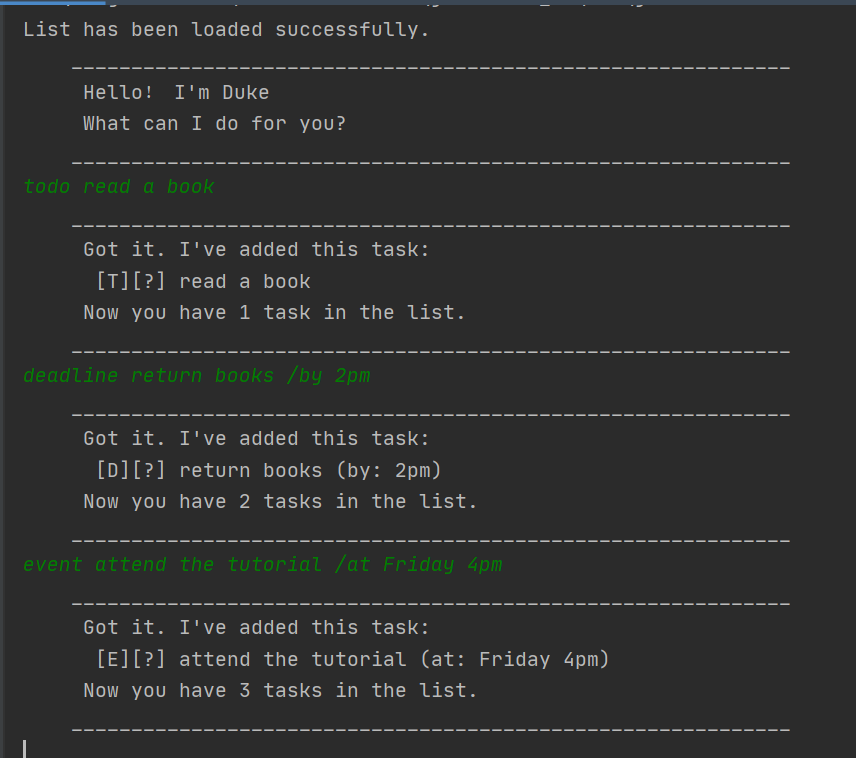 List has been loaded successfully.
____________________________________________________________
Hello!  I'm Duke
What can I do for you?
____________________________________________________________
todo read a book
____________________________________________________________
Got it. I've added this task:
[T][?] read a book
Now you have 1 task in the list.
____________________________________________________________
deadline return books /by 2pm
____________________________________________________________
Got it. I've added this task:
[D][?] return books (by: 2pm)
Now you have 2 tasks in the list.
____________________________________________________________
event attend the tutorial /at Friday 4pm
____________________________________________________________
Got it. I've added this task:
[E][?] attend the tutorial (at: Friday 4pm)
Now you have 3 tasks in the list.
____________________________________________________________